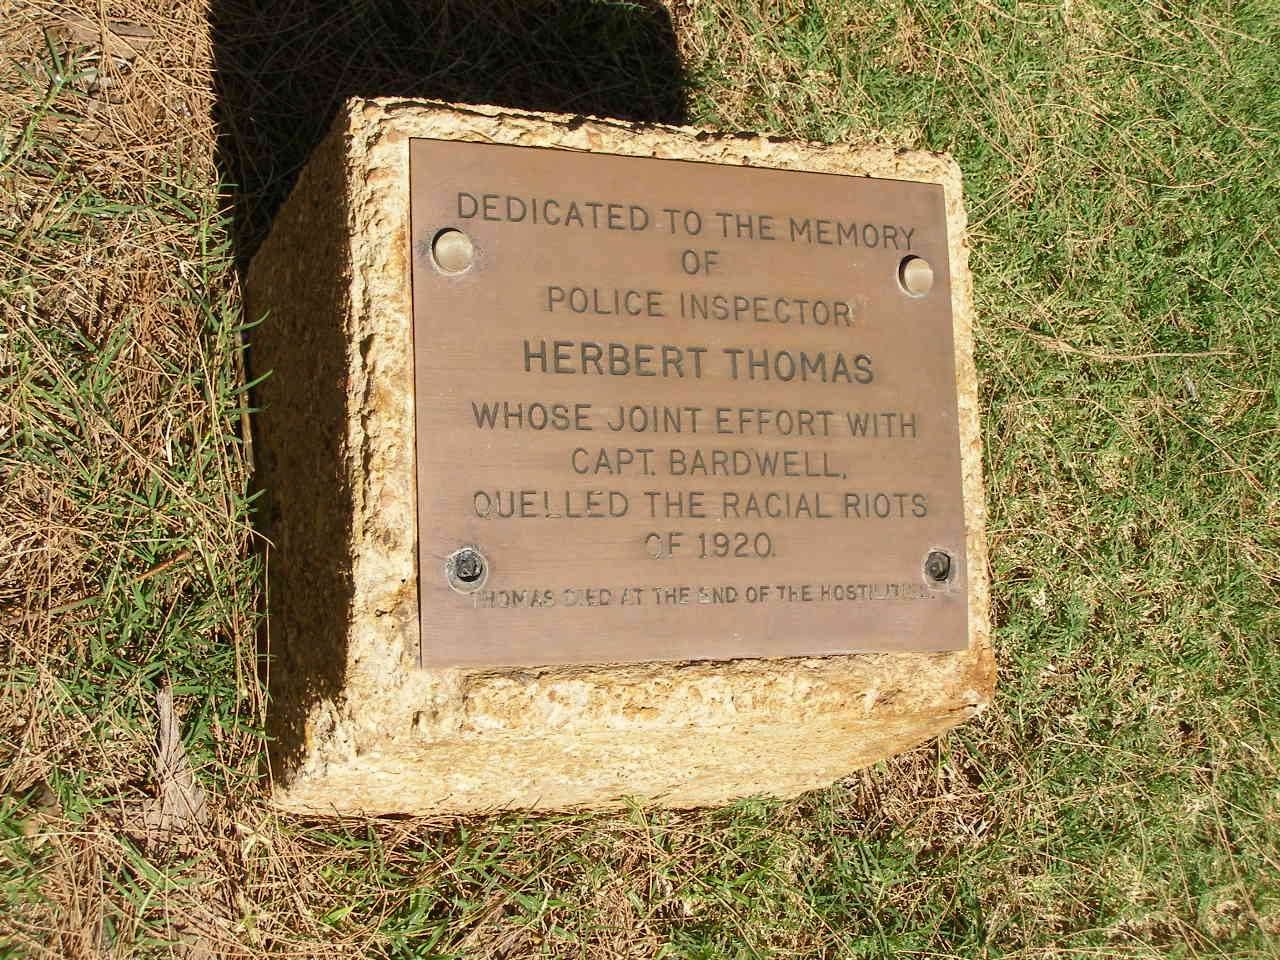 DEDICATED TO THE MEMORY
OF
POLICE INSPECTOR
HERBERT THOMAS
WHOSE JOINT EFFORT WITH
CAPT. BARDWELL,
QUELLED THE RACIAL RIOTS
OF 1920.
THOMAS DIED AT THE END OF THE HOSTILITIES.